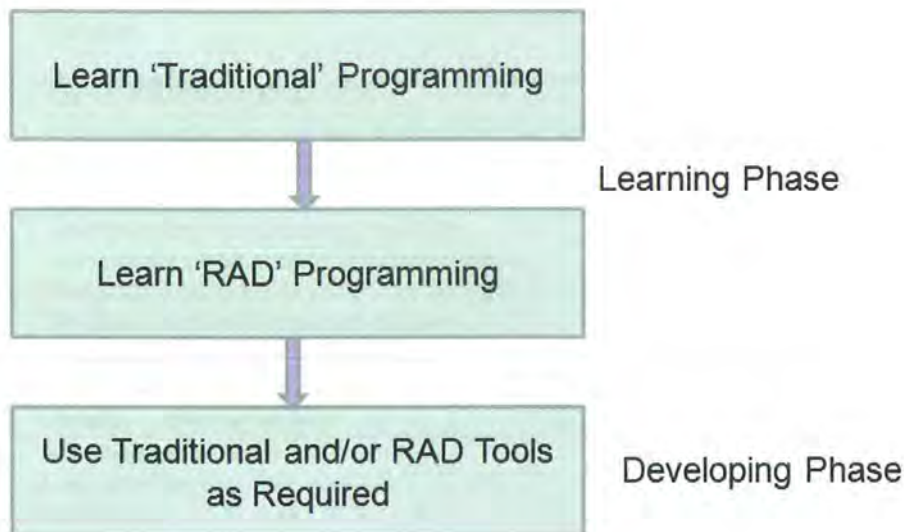 Learn ‘Traditional’ Programming
Learning Phase
Learn ‘RAD’ Programming
Use Traditional and/or RAD Tools
as Required
Developing Phase